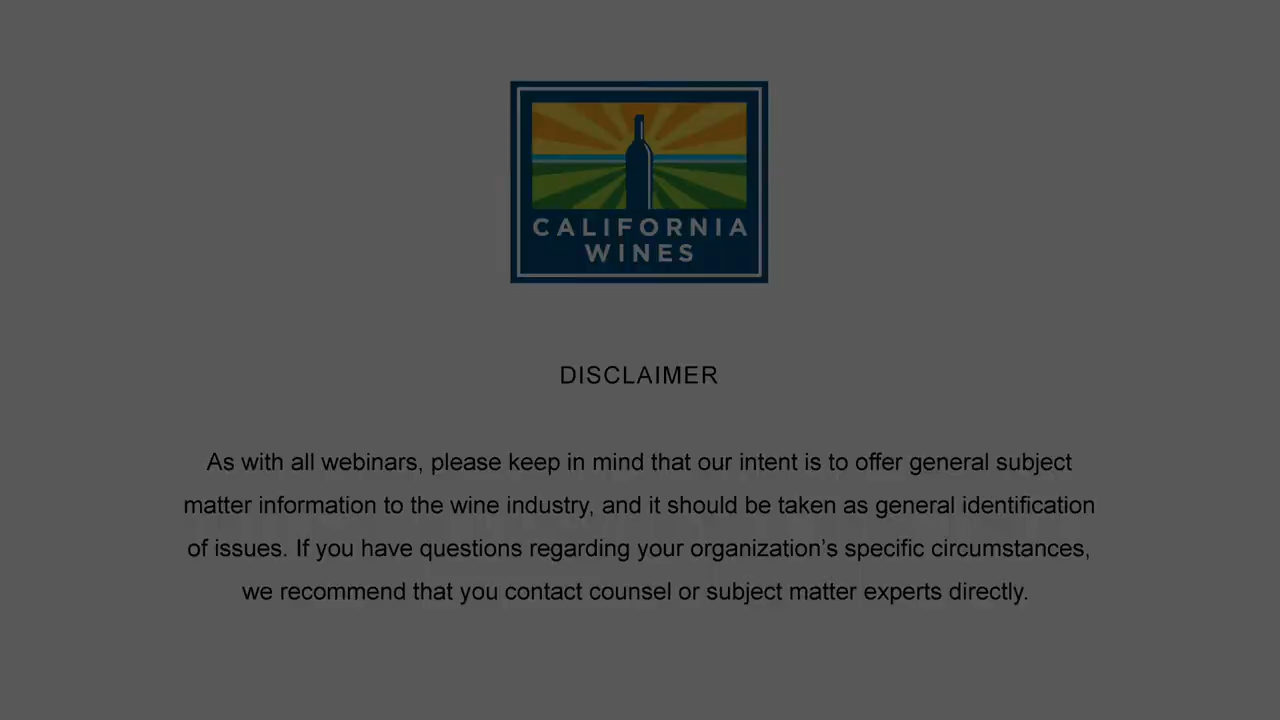 CALIFORNIA
WINES
DISCLAIMER
As with all webinars, please keep in mind that our intent is to offer general subject
matter information to the wine industry, and it should be taken as general identification
of issues. If you have questions regarding your organization’s specific circumstances,
we recommend that you contact counsel or subject matter experts directly.